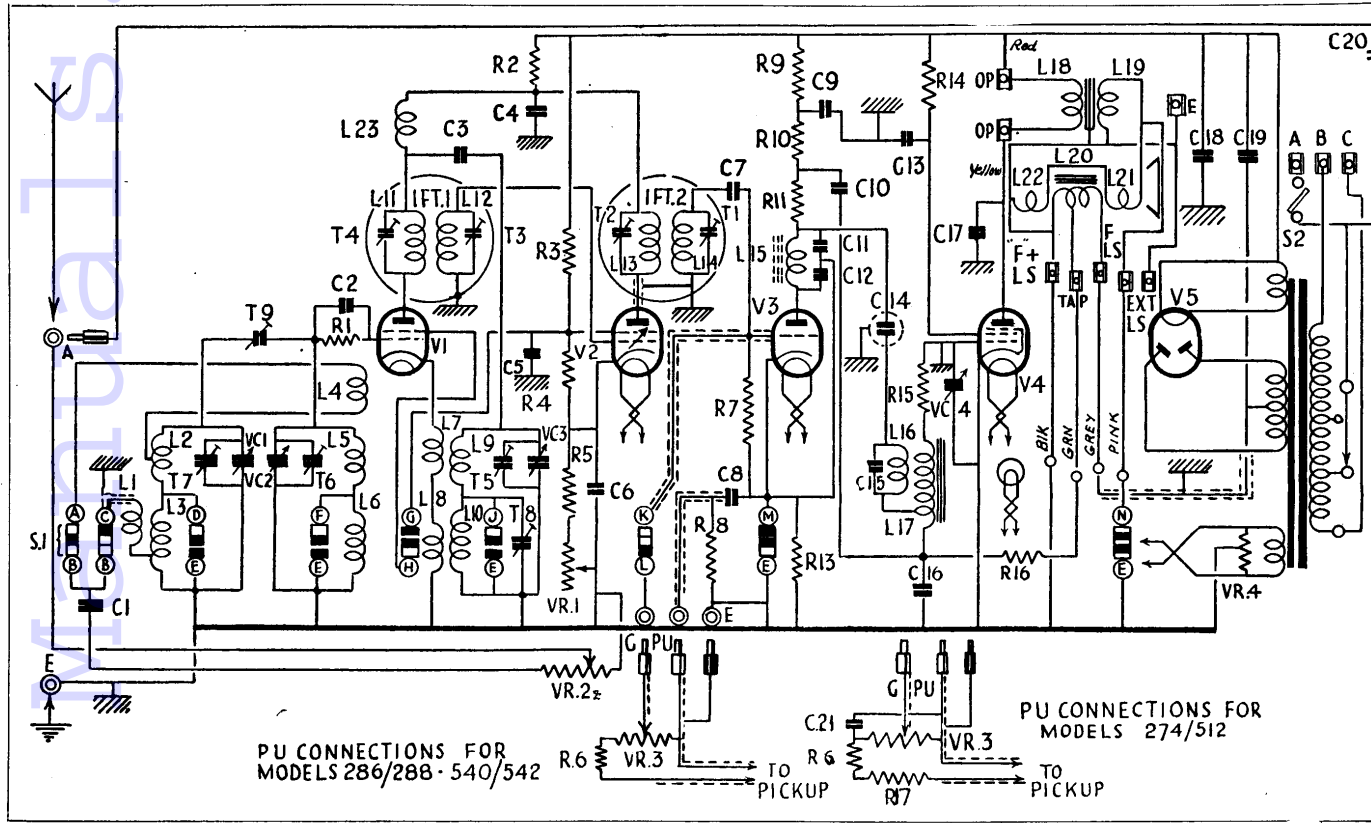 Manuals
C20
R2
C4
L23
C3
L11
IFT.1
L12
T4
T3
C2
R1
T9
V1
A
L4
L2
VC1
T7
VC2
L5
T6
L1
L3
L6
A
C
D
F
S.1
B
B
E
E
C1
E
L7
L8
G
H
L9
T5
VC3
L10
J
E
T8
R3
C5
R4
V2
R5
VR.1
C6
T2
IFT.2
T1
L13
L14
C7
R7
C8
R8
K
L
M
E
E
R13
R9
C9
R10
R11
C10
L15
C11
C12
V3
C13
C14
R14
R15
VC4
V4
L16
C15
L17
C16
R16
C17
Red
OP
OP
Yellow
L18
L19
E
L20
L22
L21
"F"+
LS
TAP
F
LS
EXT
LS
V5
BlK
GRN
GREY
PINK
N
E
VR.4
C18
C19
A
B
C
S2
VR.2
G PU
VR.3
R.6
TO
PICKUP
PU CONNECTIONS FOR
MODELS 286/288 · 540/542
G PU
C.21
R6
VR.3
R17
TO
PICKUP
PU CONNECTIONS FOR
MODELS 274/512